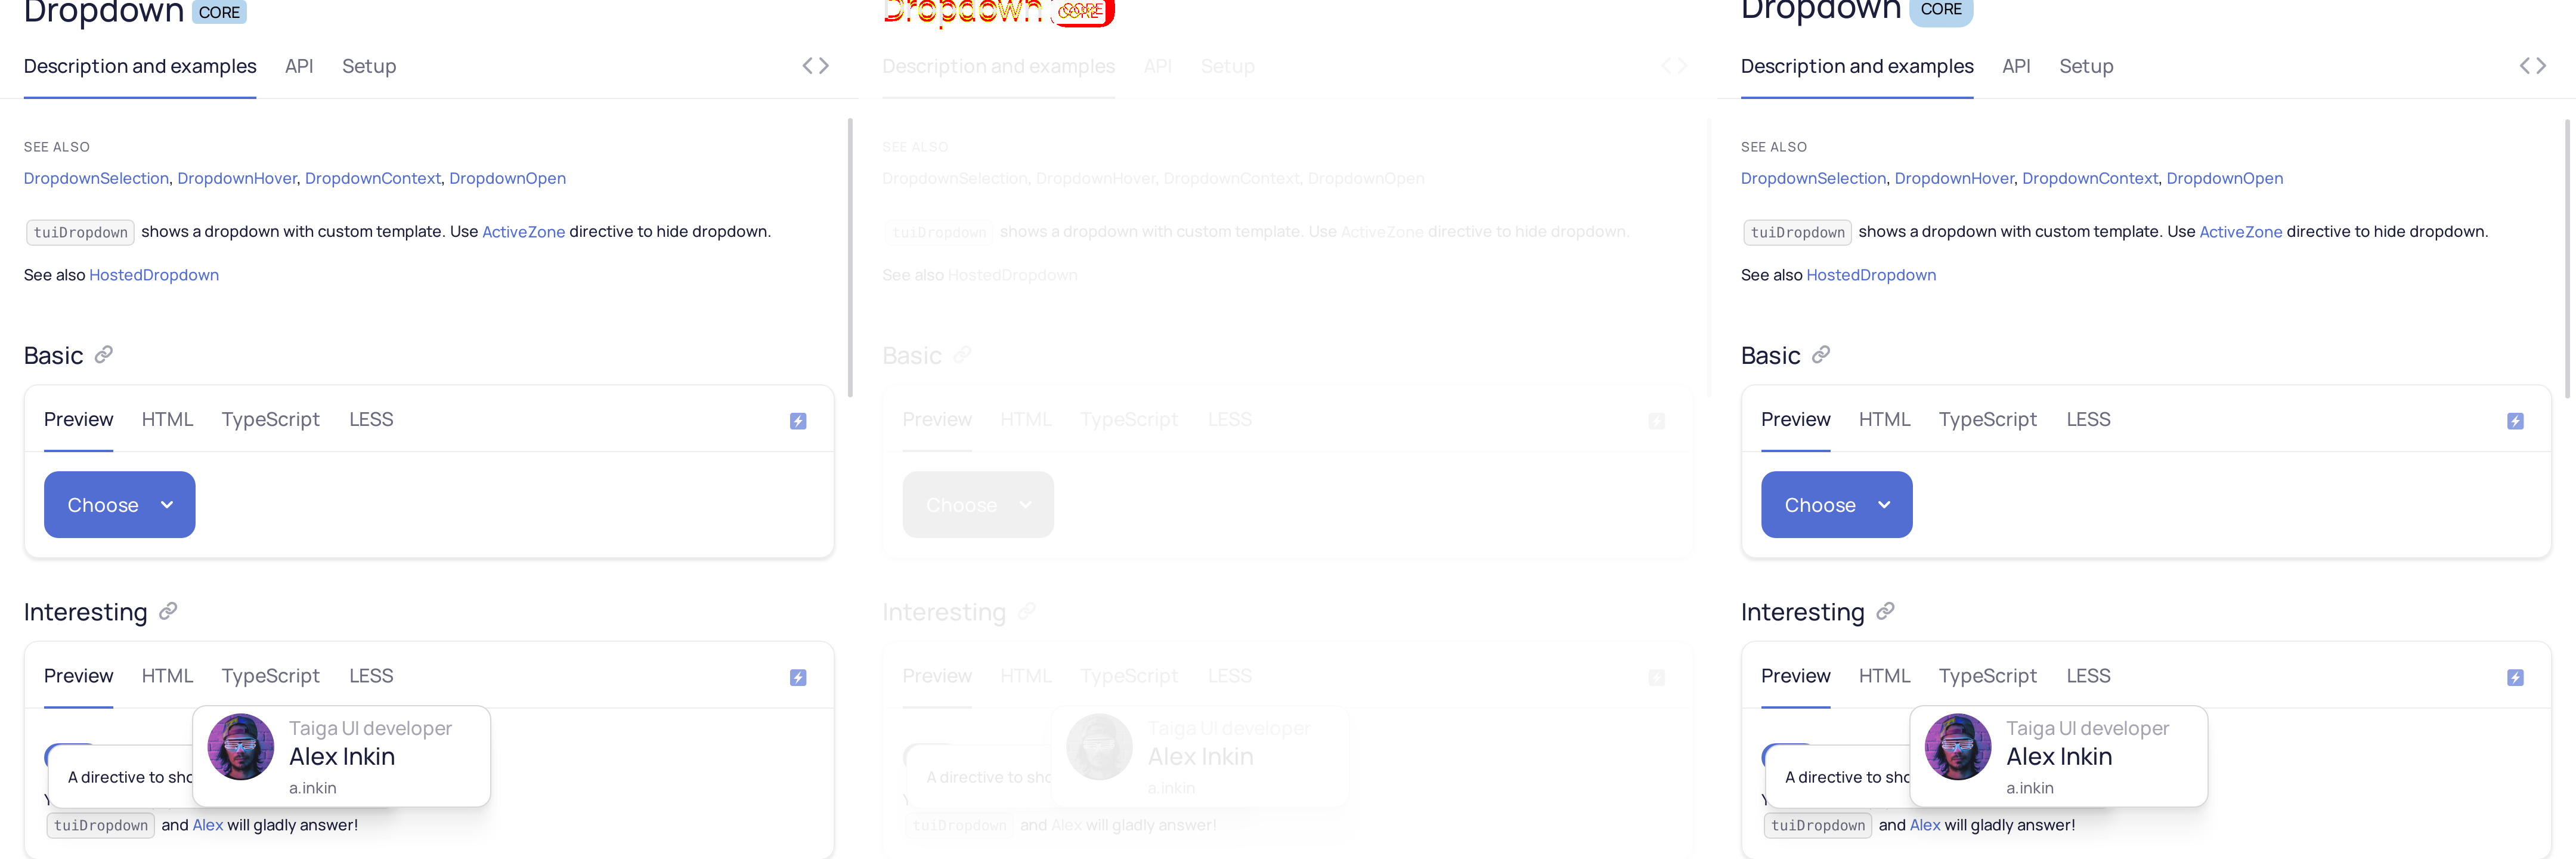 Dropdown CORE
Description and examples API Setup
SEE ALSO
DropdownSelection, DropdownHover, DropdownContext, DropdownOpen
tuiDropdown shows a dropdown with custom template. Use ActiveZone directive to hide dropdown.
See also HostedDropdown
Basic
Preview HTML TypeScript LESS
Choose
Interesting
Preview HTML TypeScript LESS
Taiga UI developer
Alex Inkin
a.inkin
A directive to sho
Y
tuiDropdown and Alex will gladly answer!
Dropdown CORE
Description and examples API Setup
SEE ALSO
DropdownSelection, DropdownHover, DropdownContext, DropdownOpen
tuiDropdown shows a dropdown with custom template. Use ActiveZone directive to hide dropdown.
See also HostedDropdown
Basic
Preview HTML TypeScript LESS
Choose
Interesting
Preview HTML TypeScript LESS
Taiga UI developer
Alex Inkin
a.inkin
A directive to sho
Y
tuiDropdown and Alex will gladly answer!
Dropdown CORE
Description and examples API Setup
SEE ALSO
DropdownSelection, DropdownHover, DropdownContext, DropdownOpen
tuiDropdown shows a dropdown with custom template. Use ActiveZone directive to hide dropdown.
See also HostedDropdown
Basic
Preview HTML TypeScript LESS
Choose
Interesting
Preview HTML TypeScript LESS
Taiga UI developer
Alex Inkin
a.inkin
A directive to sho
Y
tuiDropdown and Alex will gladly answer!